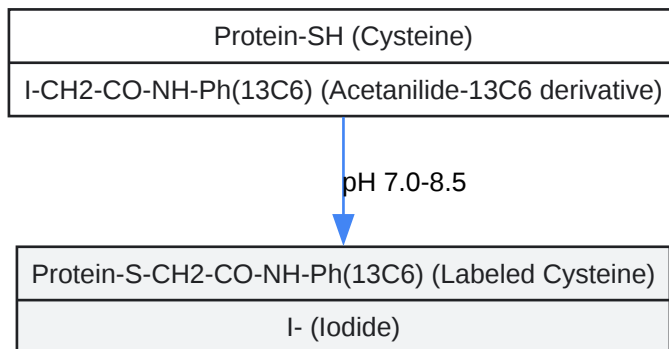 Protein-SH (Cysteine)
I-CH2-CO-NH-Ph(13C6) (Acetanilide-13C6 derivative)
pH 7.0-8.5
Protein-S-CH2-CO-NH-Ph(13C6) (Labeled Cysteine)
I- (Iodide)